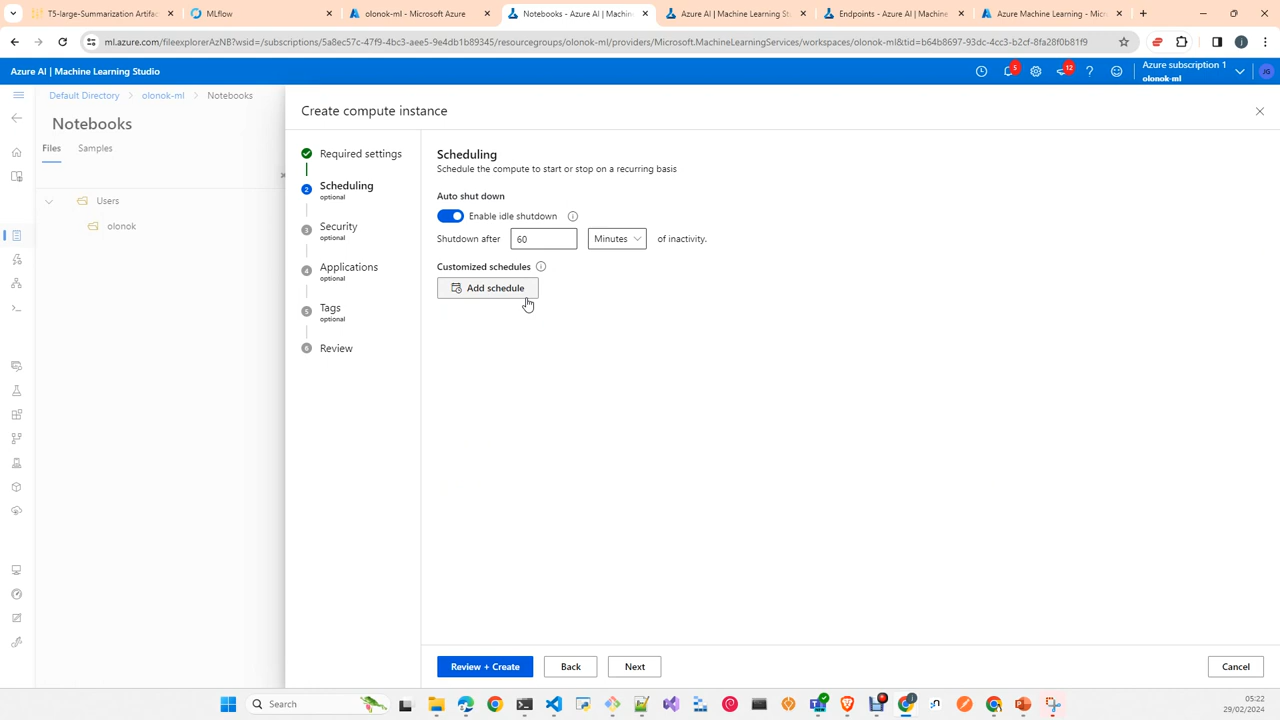 T5-large-Summarization Artifac
MLflow
olonok-ml - Microsoft Azure
Notebooks - Azure AI | Machin
Azure AI | Machine Learning St
Endpoints - Azure AI | Machine
Azure Machine Learning - Micr
ml.azure.com/fileexplorerAzNB?wsid=/subscriptions/5a8ec57c-47f9-4bc3-aee5-9e4db1b89345/resourcegroups/olonok-ml/providers/Microsoft.MachineLearningServices/workspaces/olonok-ml&tid=b64b8697-93dc-4cc3-b2cf-8fa28f0b81f9
Azure AI | Machine Learning Studio
5
12
Azure subscription 1
olonok-ml
JG
Default Directory > olonok-ml > Notebooks
Notebooks
Files
Samples
Users
olonok
Create compute instance
Required settings
2
Scheduling
optional
3
Security
optional
4
Applications
optional
5
Tags
optional
6
Review
Scheduling
Schedule the compute to start or stop on a recurring basis
Auto shut down
Enable idle shutdown
Shutdown after 60 Minutes of inactivity.
Customized schedules
Add schedule
Review + Create
Back
Next
Cancel
Search
05:22
29/02/2024